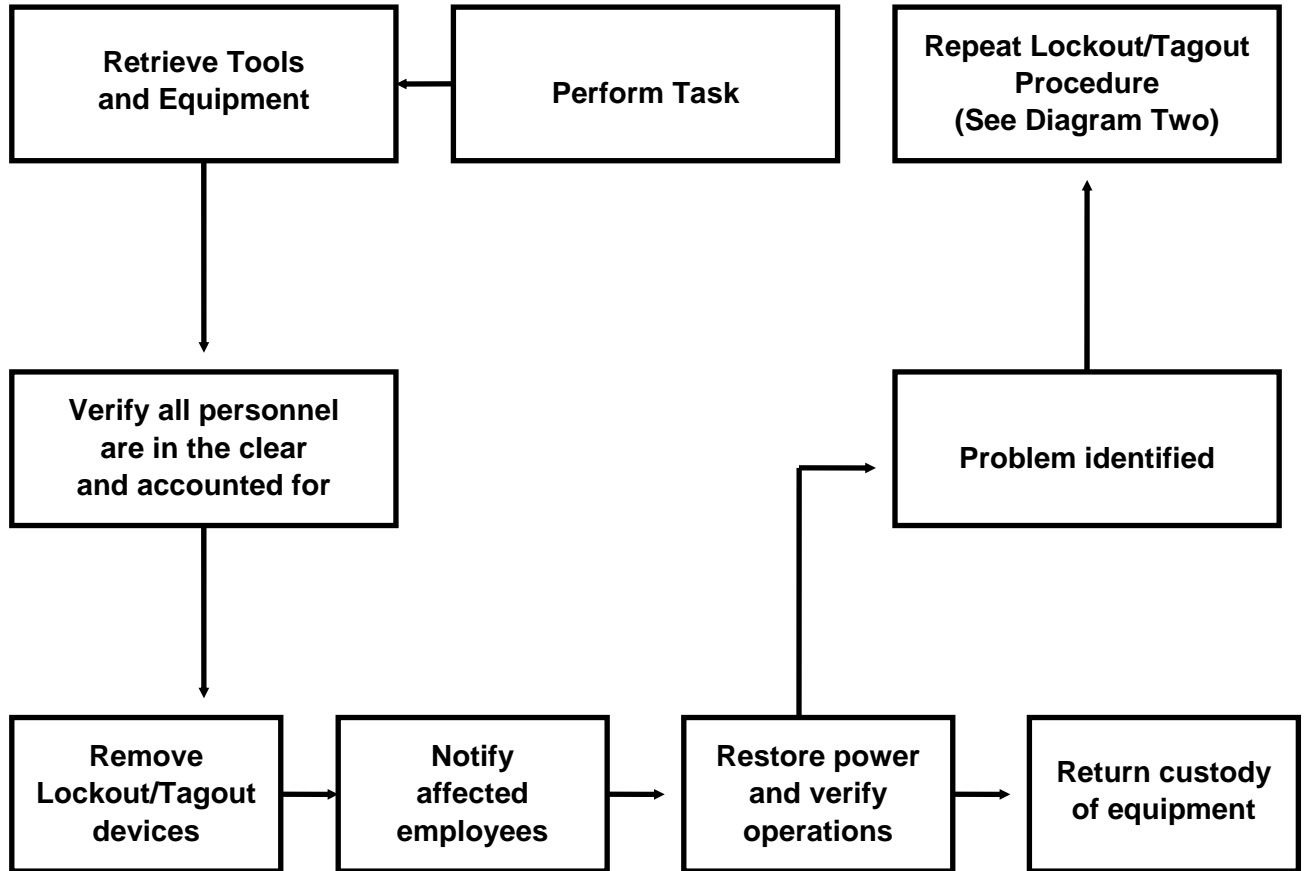 Retrieve Tools
and Equipment
Perform Task
Repeat Lockout/Tagout
Procedure
(See Diagram Two)
Verify all personnel
are in the clear
and accounted for
Problem identified
Remove
Lockout/Tagout
devices
Notify
affected
employees
Restore power
and verify
operations
Return custody
of equipment